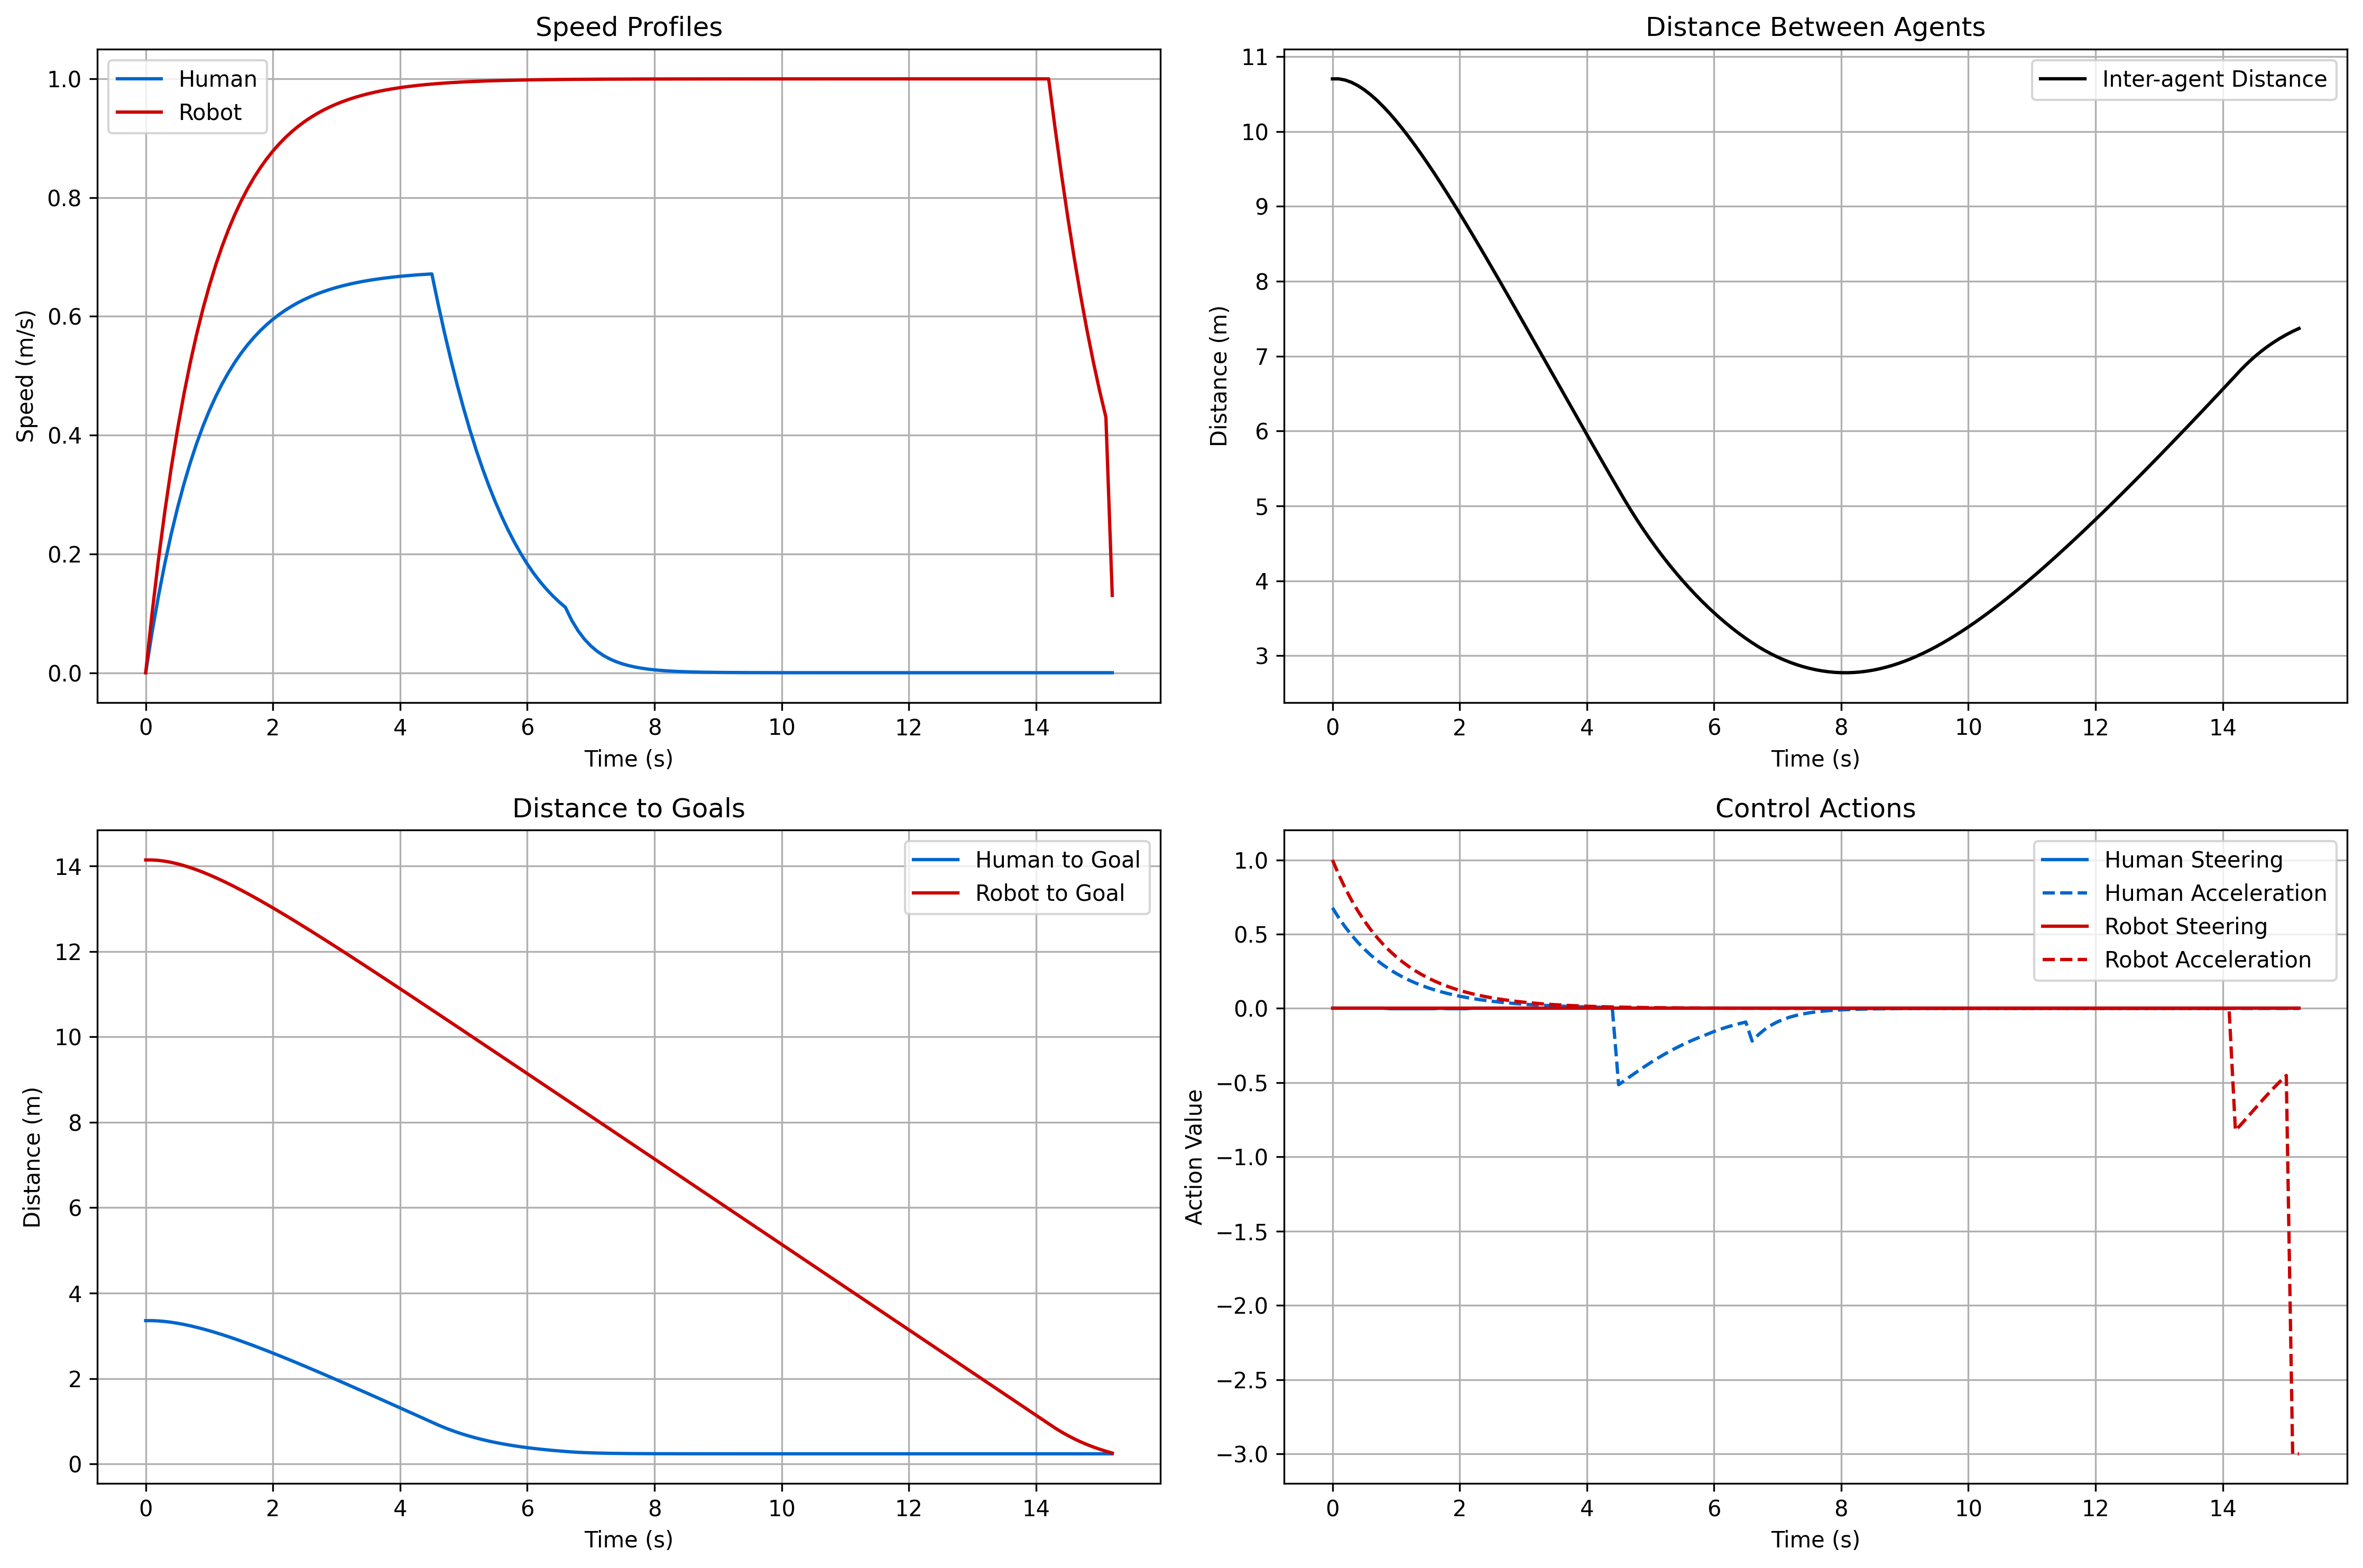 Speed Profiles
Human
Robot
1.0
0.8
0.6
0.4
0.2
0.0
Speed (m/s)
0 2 4 6 8 10 12 14
Time (s)
Distance Between Agents
Inter-agent Distance
11
10
9
8
7
6
5
4
3
Distance (m)
0 2 4 6 8 10 12 14
Time (s)
Distance to Goals
Human to Goal
Robot to Goal
14
12
10
8
6
4
2
0
Distance (m)
0 2 4 6 8 10 12 14
Time (s)
Control Actions
Human Steering
Human Acceleration
Robot Steering
Robot Acceleration
1.0
0.5
0.0
−0.5
−1.0
−1.5
−2.0
−2.5
−3.0
Action Value
0 2 4 6 8 10 12 14
Time (s)